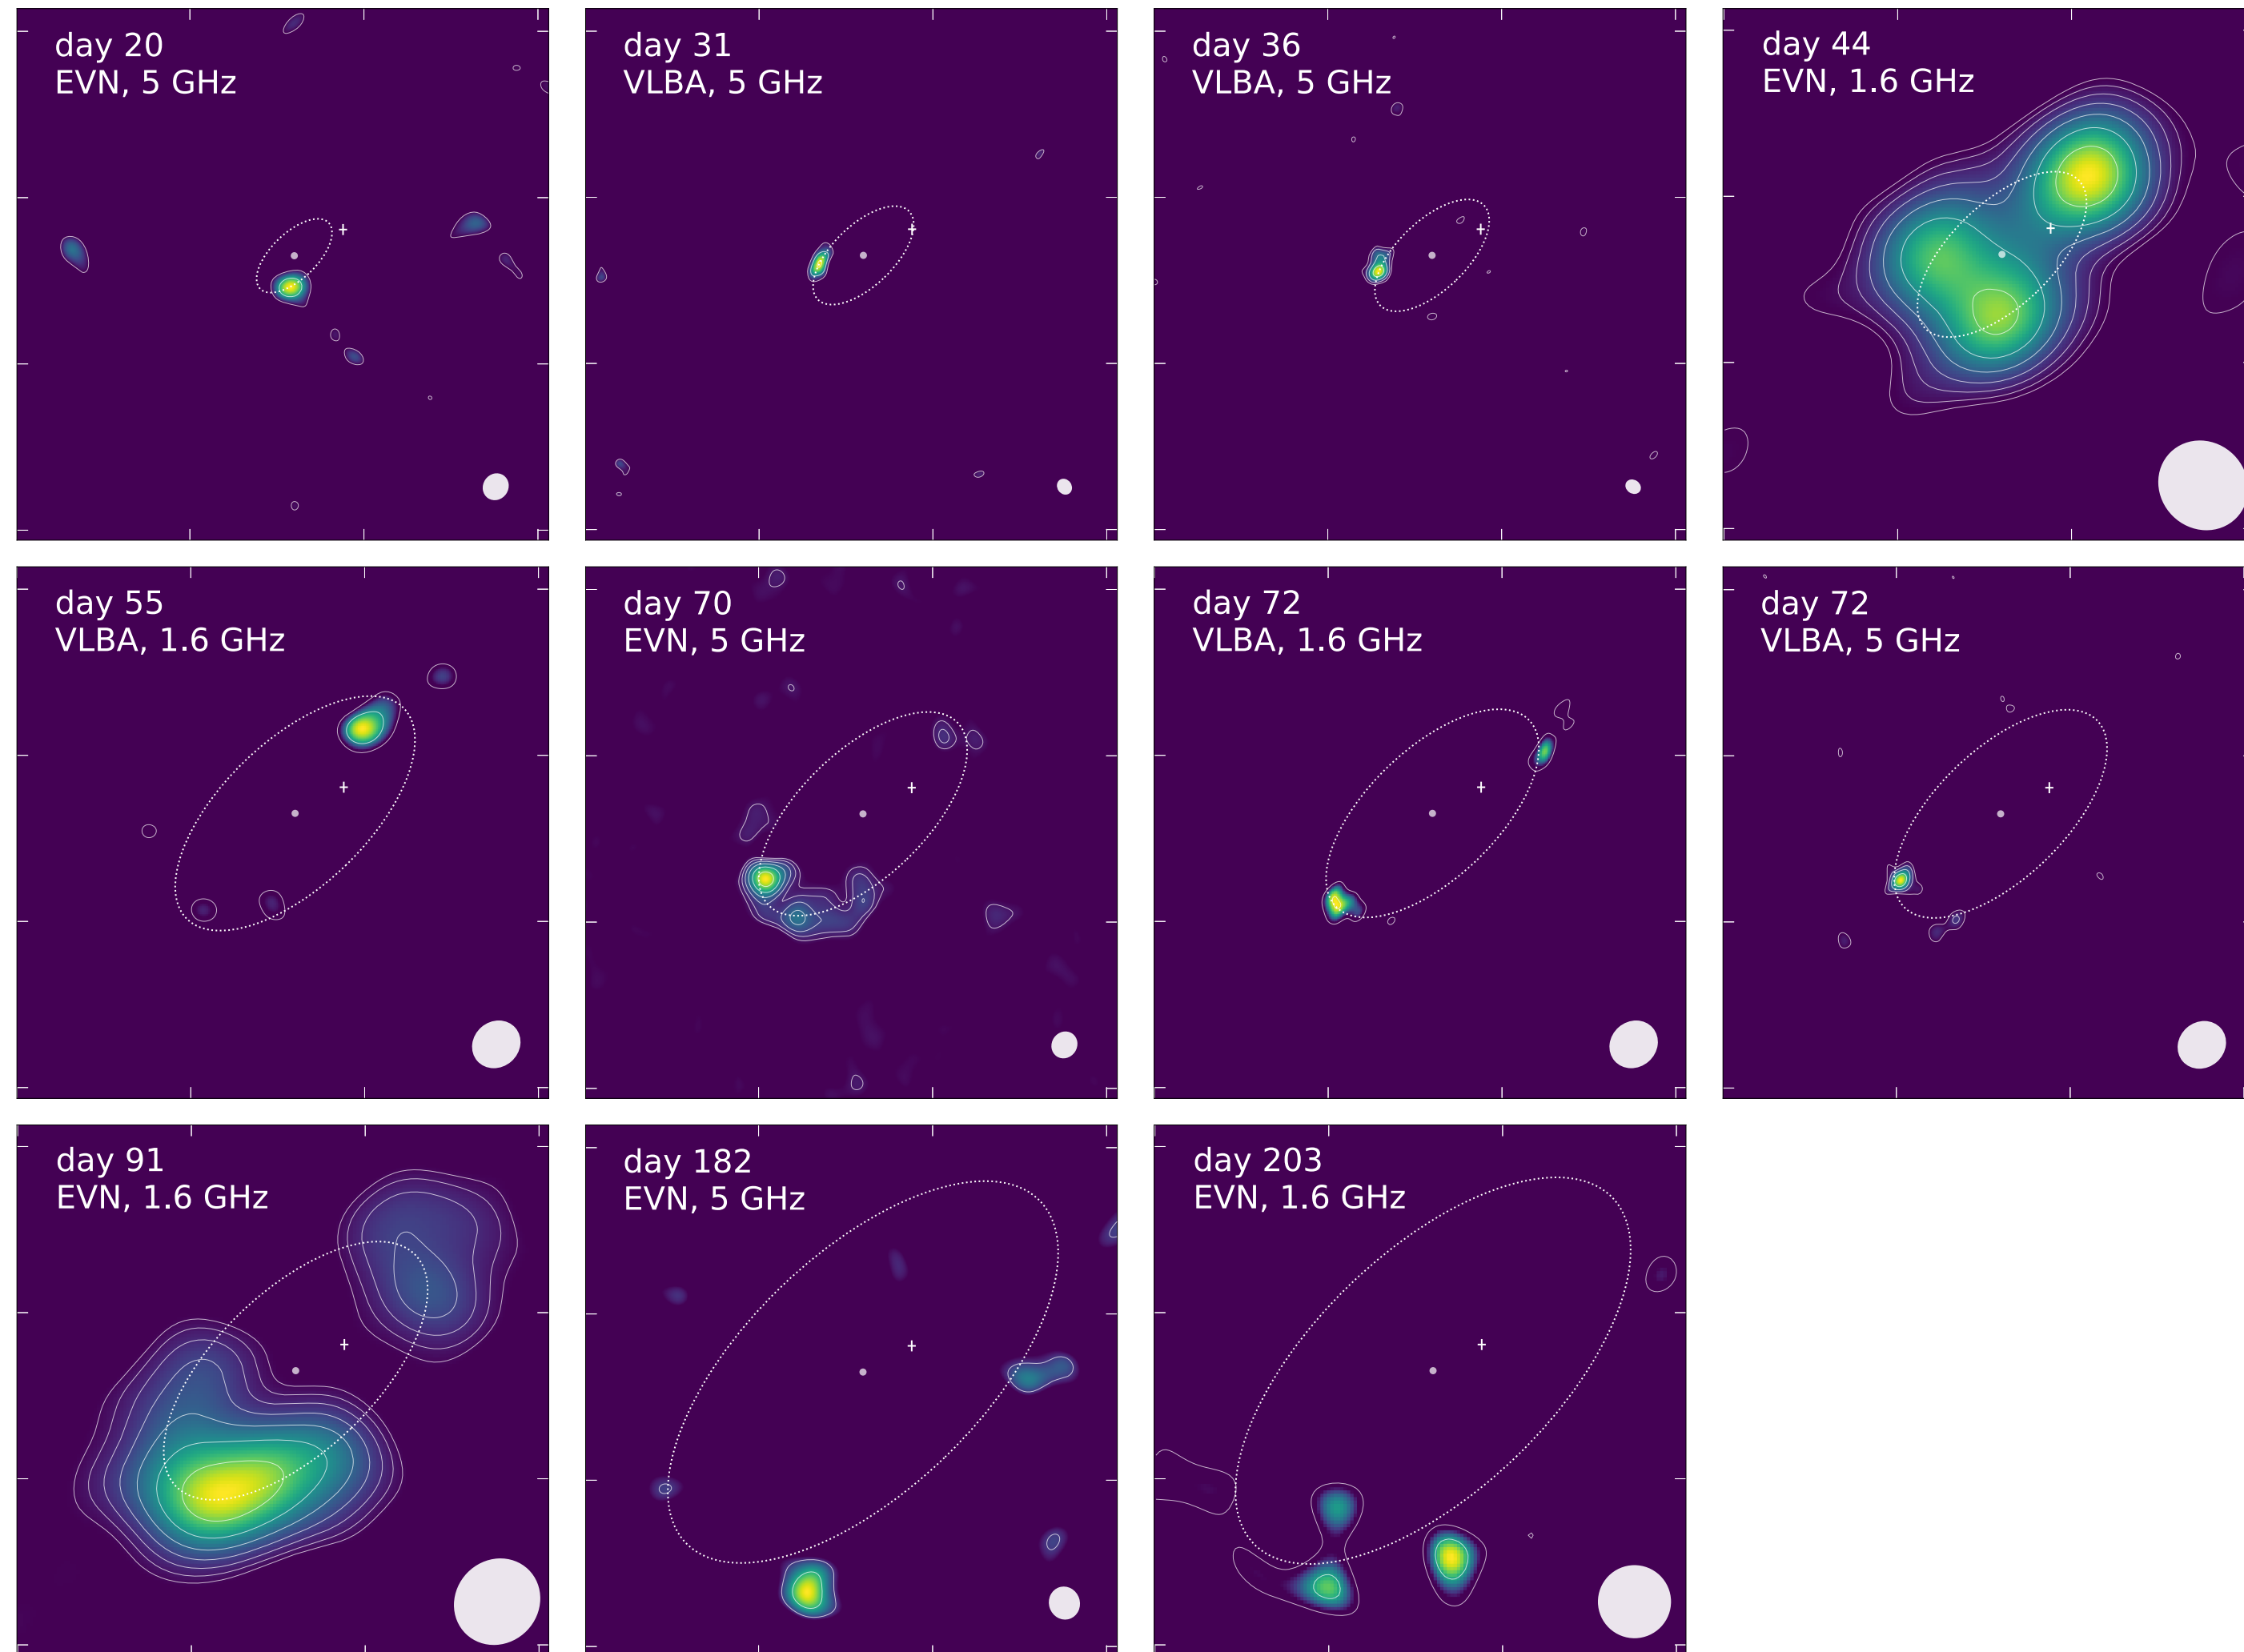 day 20
EVN, 5 GHz
day 31
VLBA, 5 GHz
day 36
VLBA, 5 GHz
day 44
EVN, 1.6 GHz
day 55
VLBA, 1.6 GHz
day 70
EVN, 5 GHz
day 72
VLBA, 1.6 GHz
day 72
VLBA, 5 GHz
day 91
EVN, 1.6 GHz
day 182
EVN, 5 GHz
day 203
EVN, 1.6 GHz